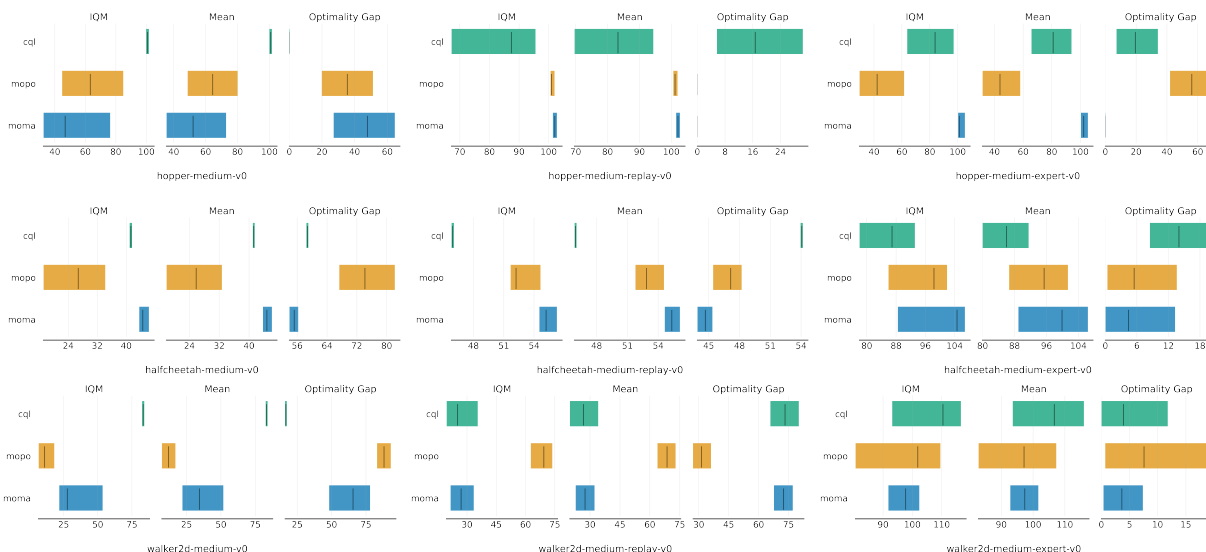 IQM Mean Optimality Gap IQM Mean Optimality Gap IQM Mean Optimality Gap
cql cql cql
mopo mopo mopo
moma moma moma
40 60 80 100 40 60 80 100 0 20 40 60 70 80 90 100 70 80 90 100 0 8 16 24 40 60 80 100 40 60 80 100 0 20 40 60
hopper-medium-v0 hopper-medium-replay-v0 hopper-medium-expert-v0
IQM Mean Optimality Gap IQM Mean Optimality Gap IQM Mean Optimality Gap
cql cql cql
mopo mopo mopo
moma moma moma
24 32 40 24 32 40 56 64 72 80 48 51 54 48 51 54 45 48 51 54 80 88 96 104 80 88 96 104 0 6 12 18
halfcheetah-medium-v0 halfcheetah-medium-replay-v0 halfcheetah-medium-expert-v0
IQM Mean Optimality Gap IQM Mean Optimality Gap IQM Mean Optimality Gap
cql cql cql
mopo mopo mopo
moma moma moma
25 50 75 25 50 75 25 50 75 30 45 60 75 30 45 60 75 30 45 60 75 90 100 110 90 100 110 0 5 10 15
walker2d-medium-v0 walker2d-medium-replay-v0 walker2d-medium-expert-v0